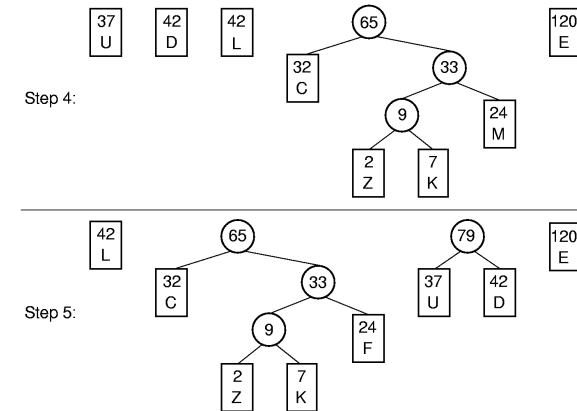 37 42 42 65 120
U D L E
32 33
C
Step 4:
9 24
M
2 7
Z K
42 65 79 120
L E
32 33 37 42
C U D
Step 5:
9 24
F
2 7
Z K